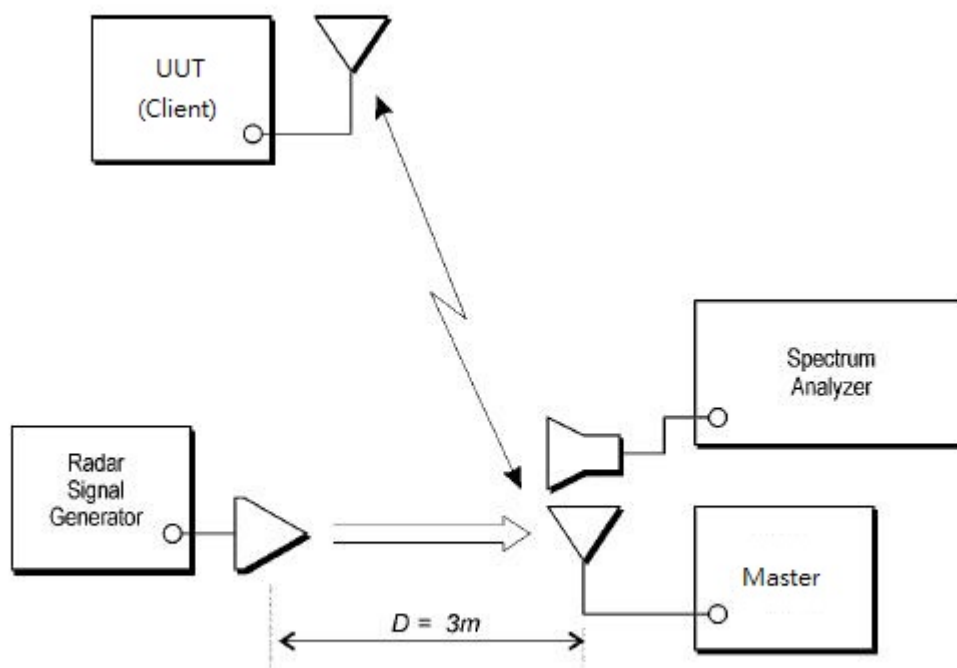 UUT
(Client)
Spectrum
Analyzer
Radar
Signal
Generator
Master
D = 3m